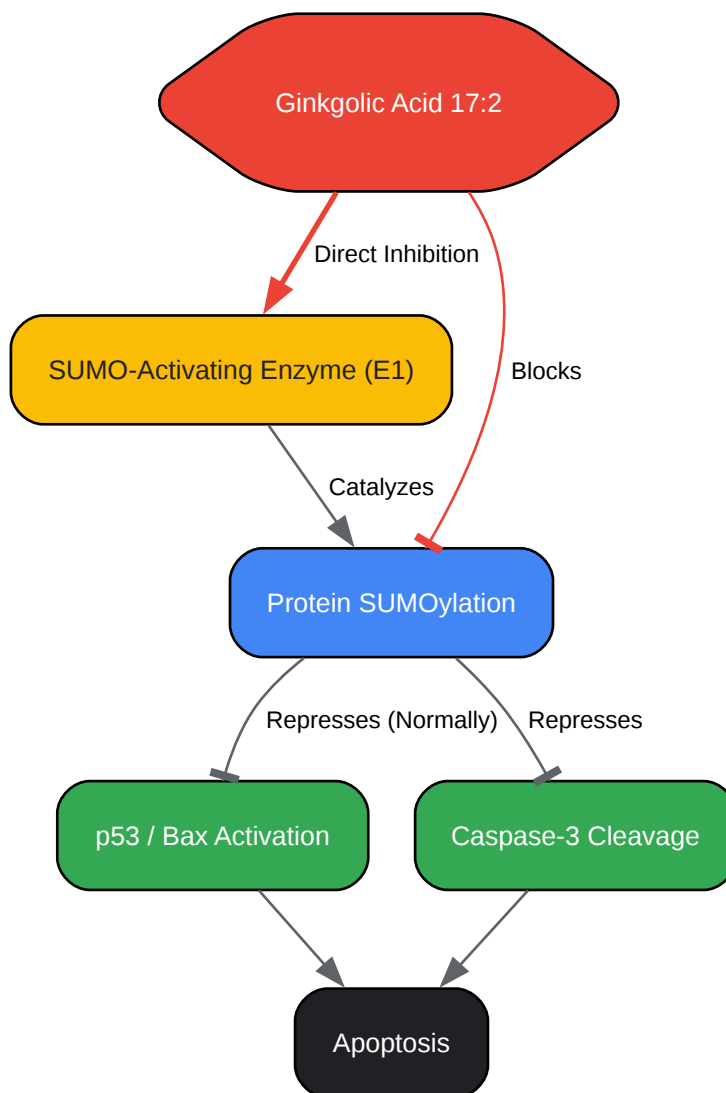 Ginkgolic Acid 17:2
Direct Inhibition
SUMO-Activating Enzyme (E1)
Blocks
Catalyzes
Protein SUMOylation
Represses (Normally)
Represses
p53 / Bax Activation
Caspase-3 Cleavage
Apoptosis